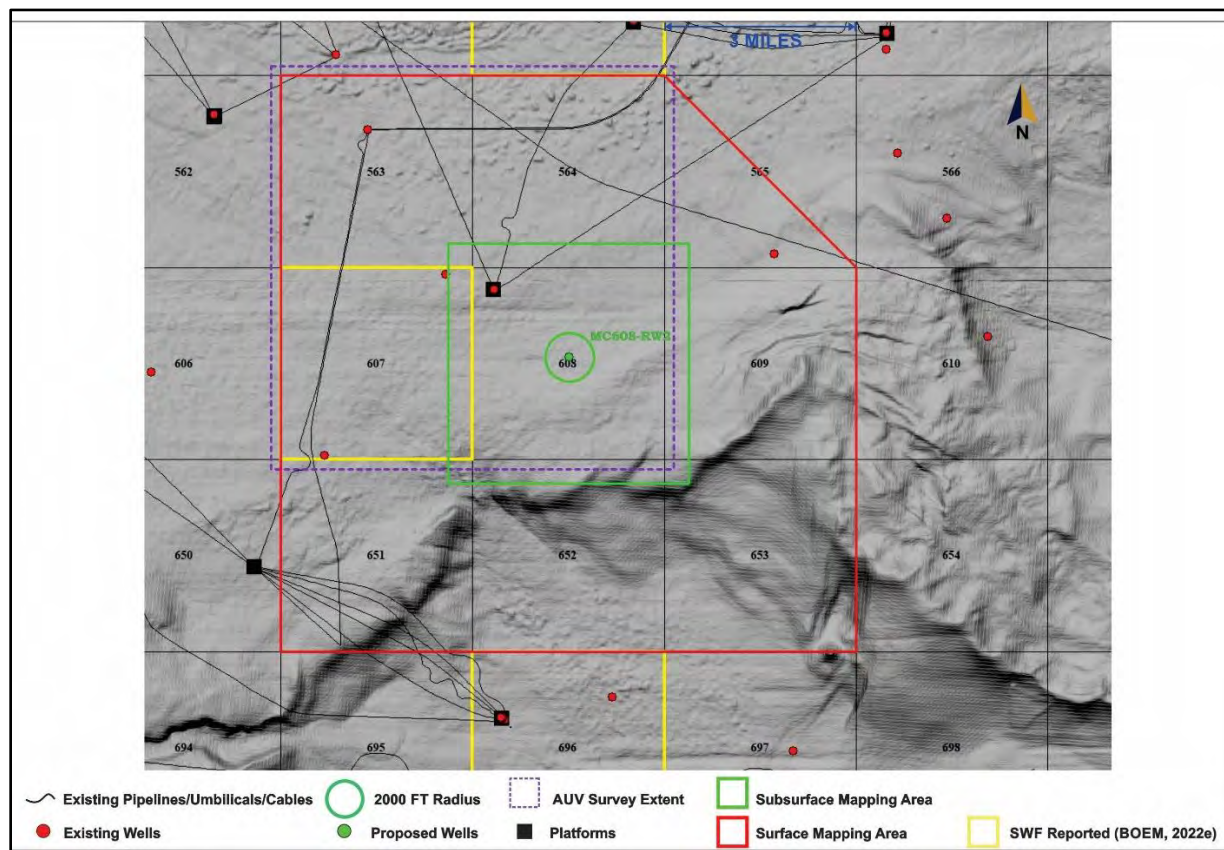 3 MILES
N
562
563
564
565
566
MC608-RW2
606
607
608
609
610
650
651
652
653
654
694
695
696
697
698
Existing Pipelines/Umbilicals/Cables
2000 FT Radius
AUV Survey Extent
Subsurface Mapping Area
Existing Wells
Proposed Wells
Platforms
Surface Mapping Area
SWF Reported (BOEM, 2022e)